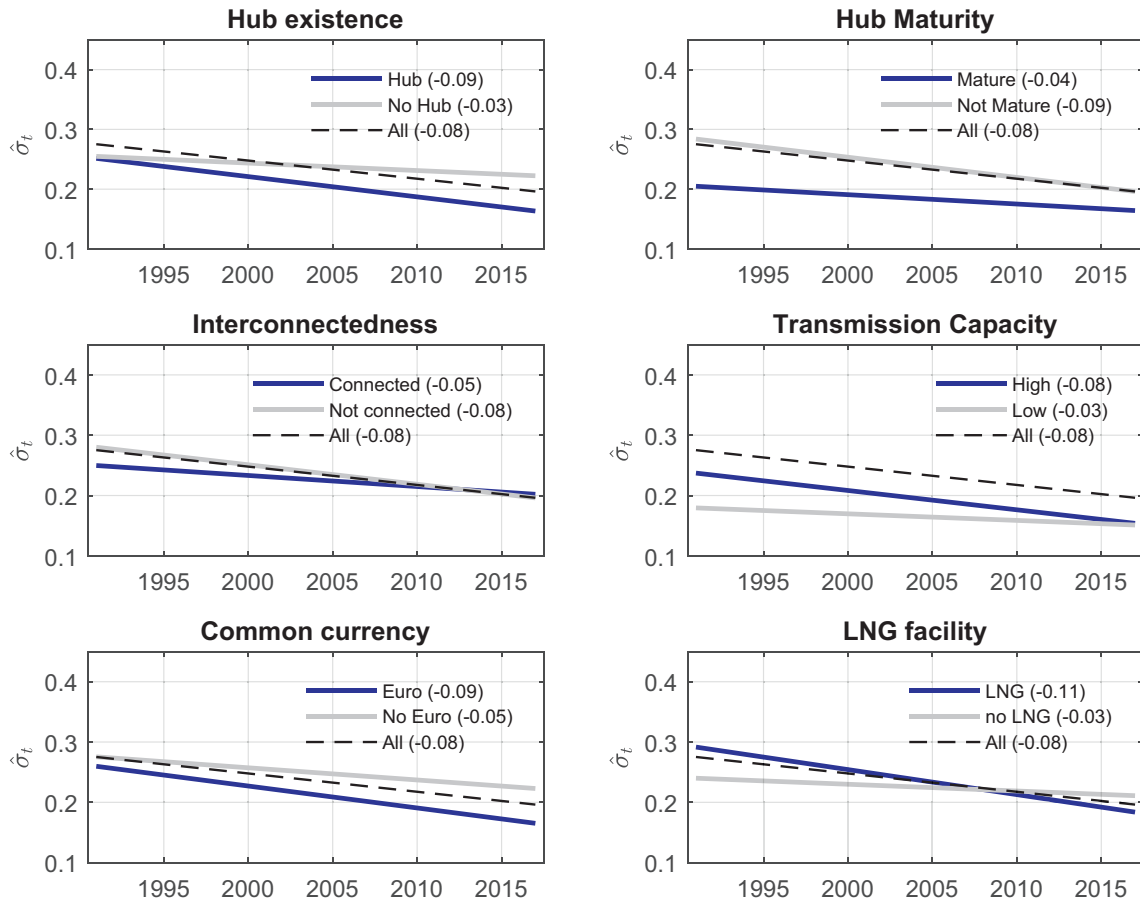 Hub existence
0.4
0.3
0.2
0.1
σ̂t
Hub (-0.09)
No Hub (-0.03)
All (-0.08)
1995 2000 2005 2010 2015
Hub Maturity
0.4
0.3
0.2
0.1
σ̂t
Mature (-0.04)
Not Mature (-0.09)
All (-0.08)
1995 2000 2005 2010 2015
Interconnectedness
0.4
0.3
0.2
0.1
σ̂t
Connected (-0.05)
Not connected (-0.08)
All (-0.08)
1995 2000 2005 2010 2015
Transmission Capacity
0.4
0.3
0.2
0.1
σ̂t
High (-0.08)
Low (-0.03)
All (-0.08)
1995 2000 2005 2010 2015
Common currency
0.4
0.3
0.2
0.1
σ̂t
Euro (-0.09)
No Euro (-0.05)
All (-0.08)
1995 2000 2005 2010 2015
LNG facility
0.4
0.3
0.2
0.1
σ̂t
LNG (-0.11)
no LNG (-0.03)
All (-0.08)
1995 2000 2005 2010 2015